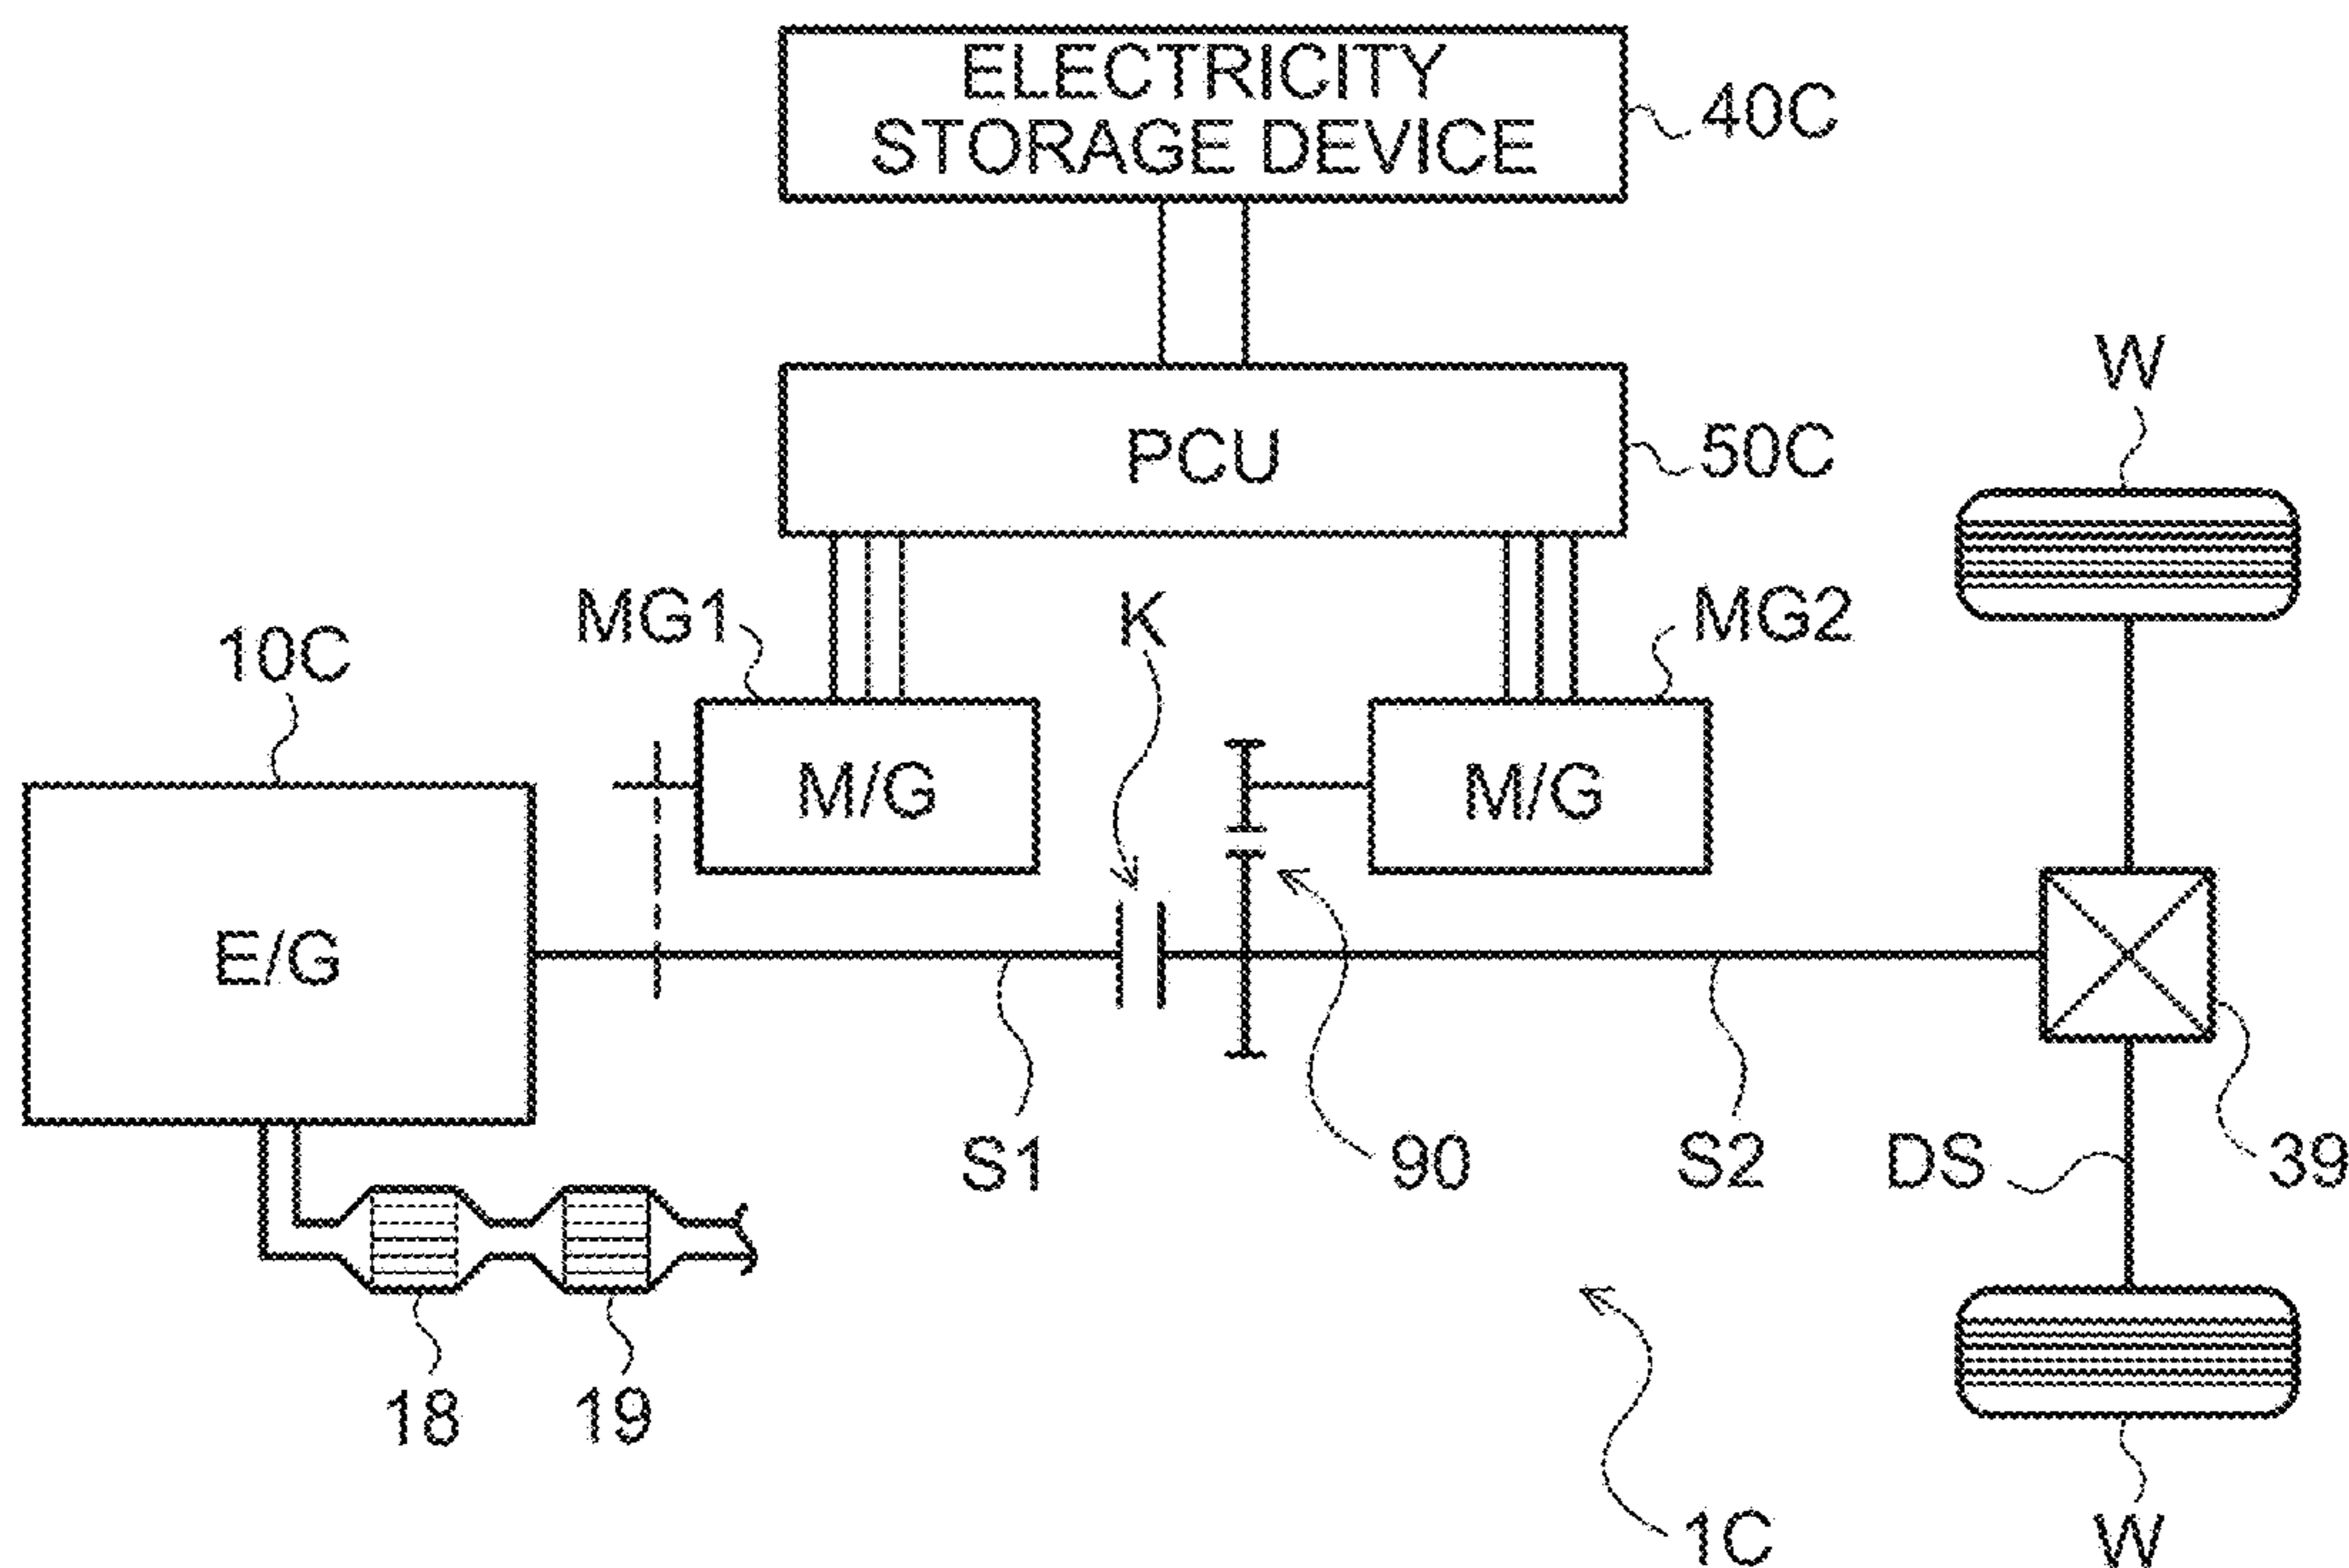 ELECTRICITY
STORAGE DEVICE
40C
W
PCU
50C
MG1
K
MG2
10C
M/G
M/G
E/G
S1
90
S2
DS
39
18
19
1C
W